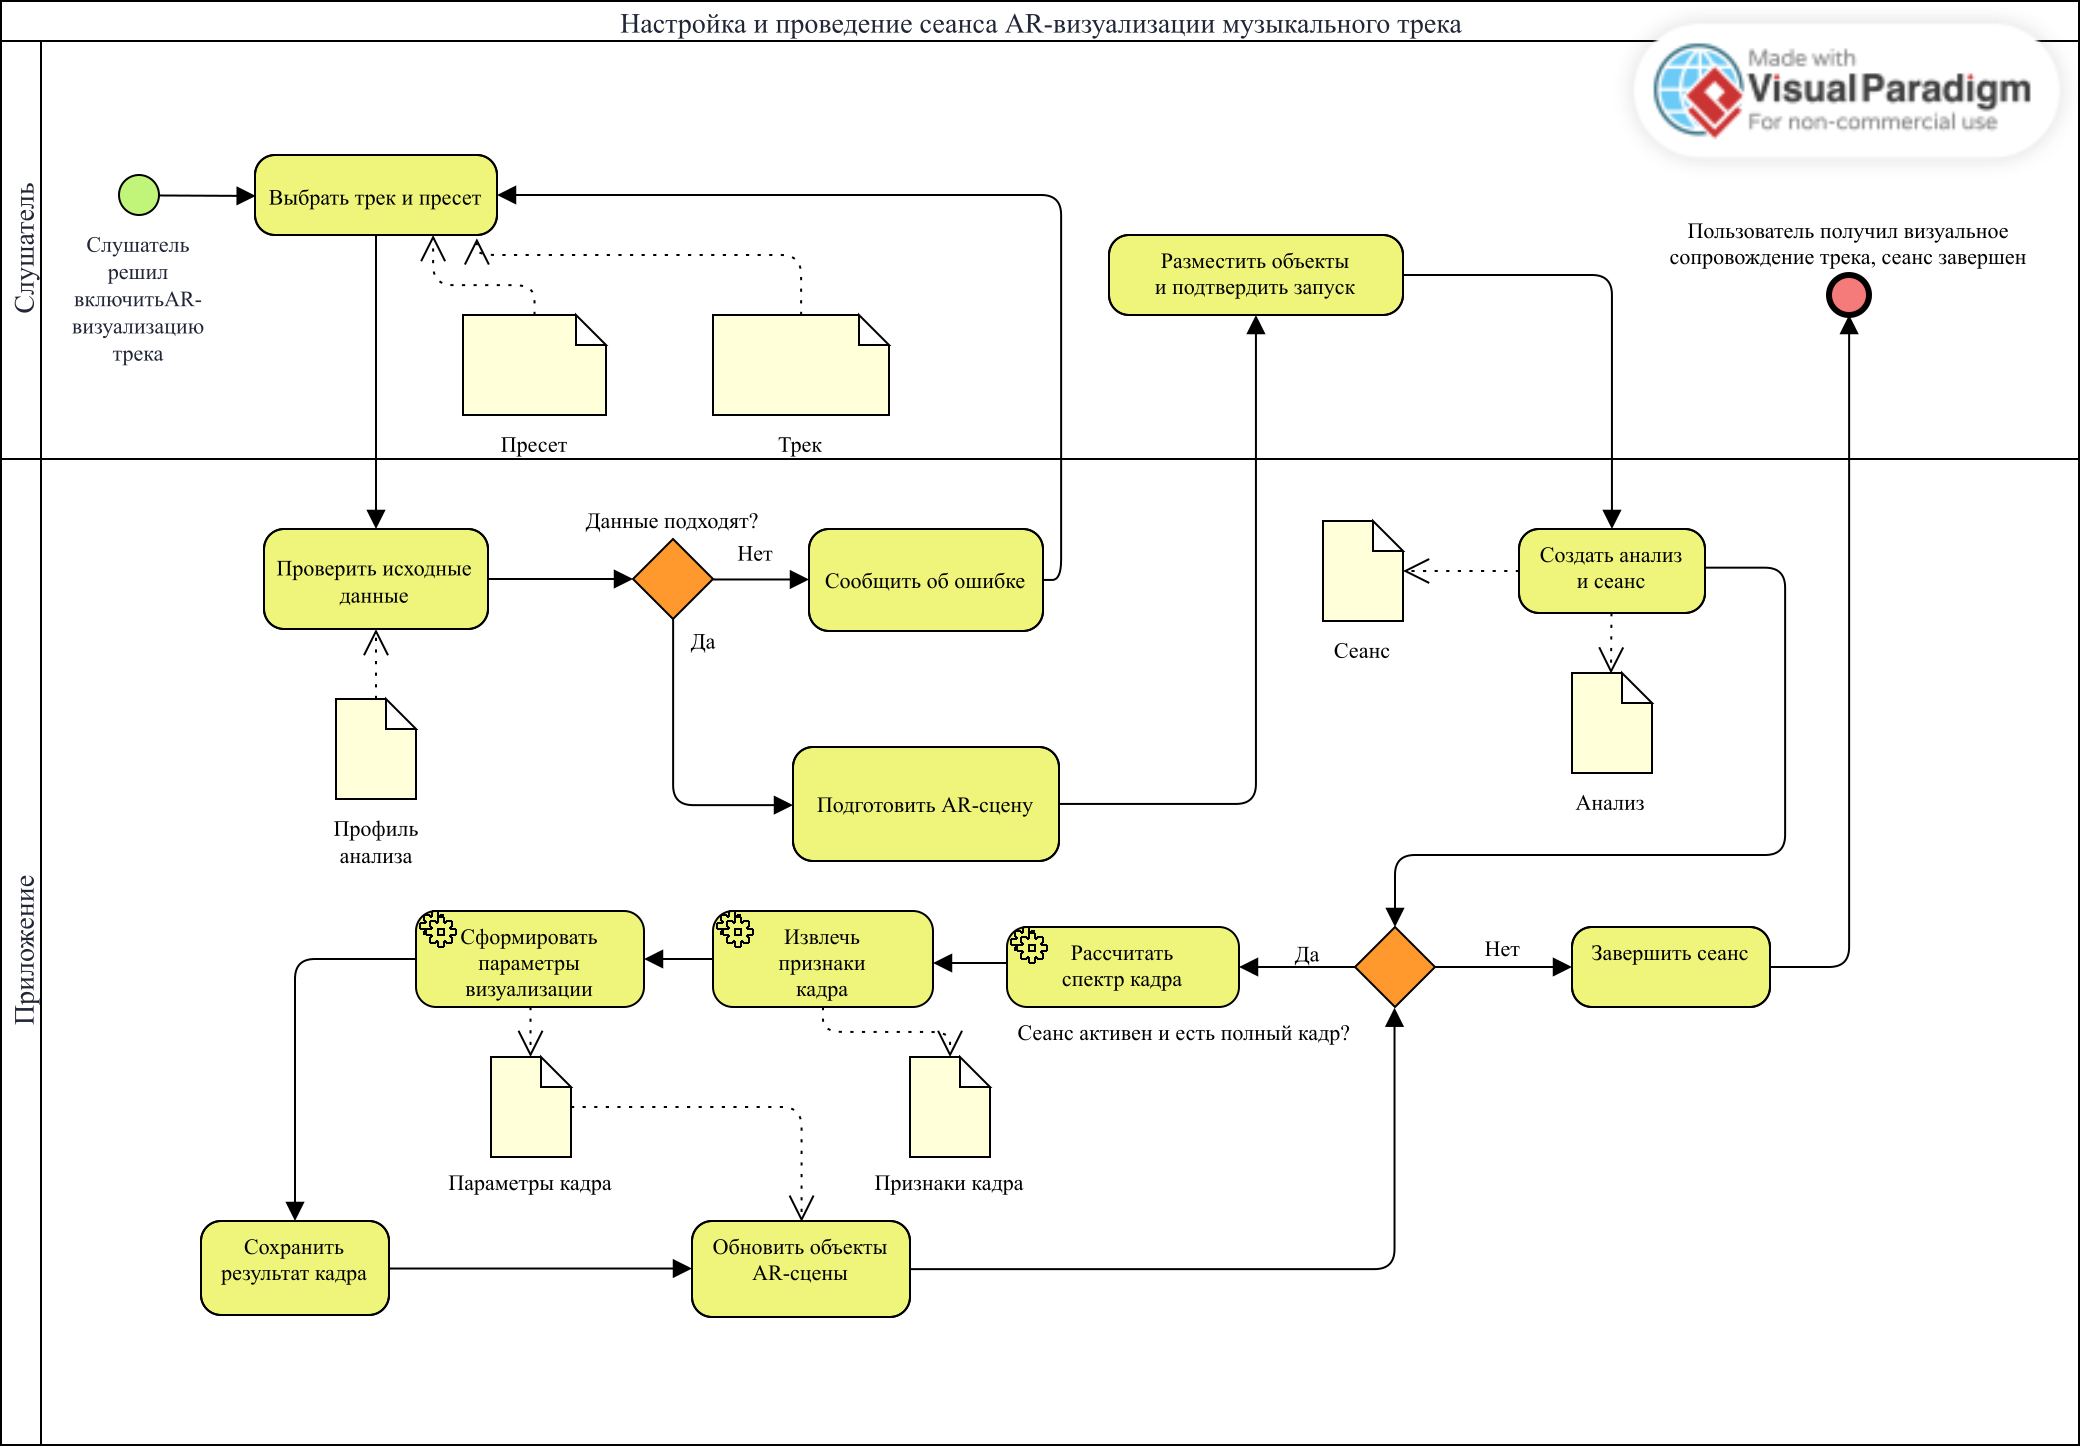 Настройка и проведение сеанса AR-визуализации музыкального трека
Made with
Visual Paradigm
For non-commercial use
Слушатель
Выбрать трек и пресет
Слушатель
решил
включитьAR-
визуализацию
трека
Пресет
Трек
Разместить объекты
и подтвердить запуск
Пользователь получил визуальное
сопровождение трека, сеанс завершен
Приложение
Проверить исходные
данные
Данные подходят?
Нет
Да
Сообщить об ошибке
Профиль
анализа
Подготовить AR-сцену
Сеанс
Создать анализ
и сеанс
Анализ
Сформировать
параметры
визуализации
Извлечь
признаки
кадра
Рассчитать
спектр кадра
Да
Нет
Завершить сеанс
Сеанс активен и есть полный кадр?
Параметры кадра
Признаки кадра
Сохранить
результат кадра
Обновить объекты
AR-сцены